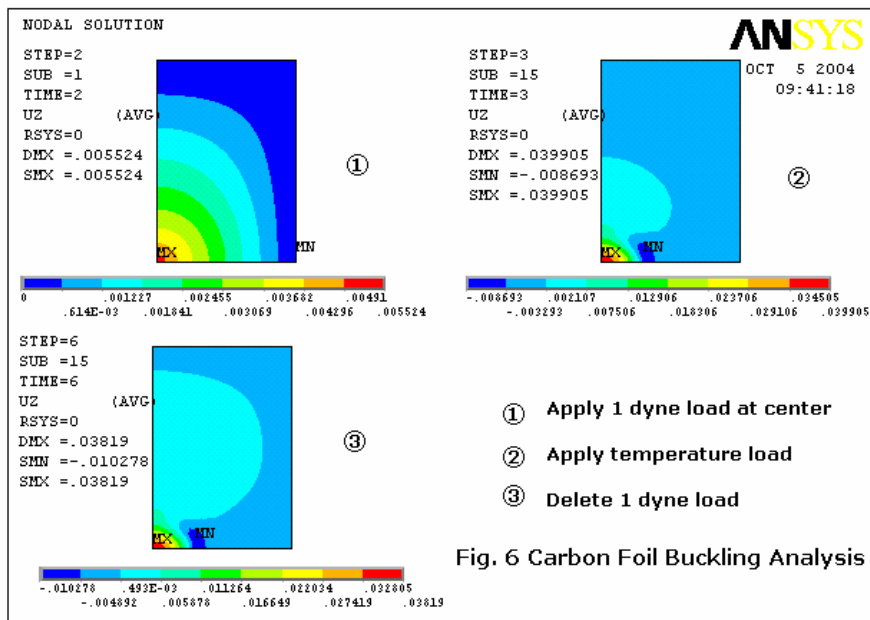 NODAL SOLUTION
STEP=2
SUB =1
TIME=2
UZ (AVG)
RSYS=0
DMX =.005524
SMX =.005524
①
MX
MN
0 .001227 .002455 .003682 .00491
.614E-03 .001841 .003069 .004296 .005524
ANSYS
OCT 5 2004
09:41:18
STEP=3
SUB =15
TIME=3
UZ (AVG)
RSYS=0
DMX =.039905
SMN =-.008693
SMX =.039905
②
MX
MN
-.008693 .002107 .012906 .023706 .034505
-.003293 .007506 .018306 .029106 .039905
STEP=6
SUB =15
TIME=6
UZ (AVG)
RSYS=0
DMX =.03819
SMN =-.010278
SMX =.03819
③
MX
MN
-.010278 .493E-03 .011264 .022034 .032805
-.004892 .005878 .016649 .027419 .03819
① Apply 1 dyne load at center
② Apply temperature load
③ Delete 1 dyne load
Fig. 6 Carbon Foil Buckling Analysis